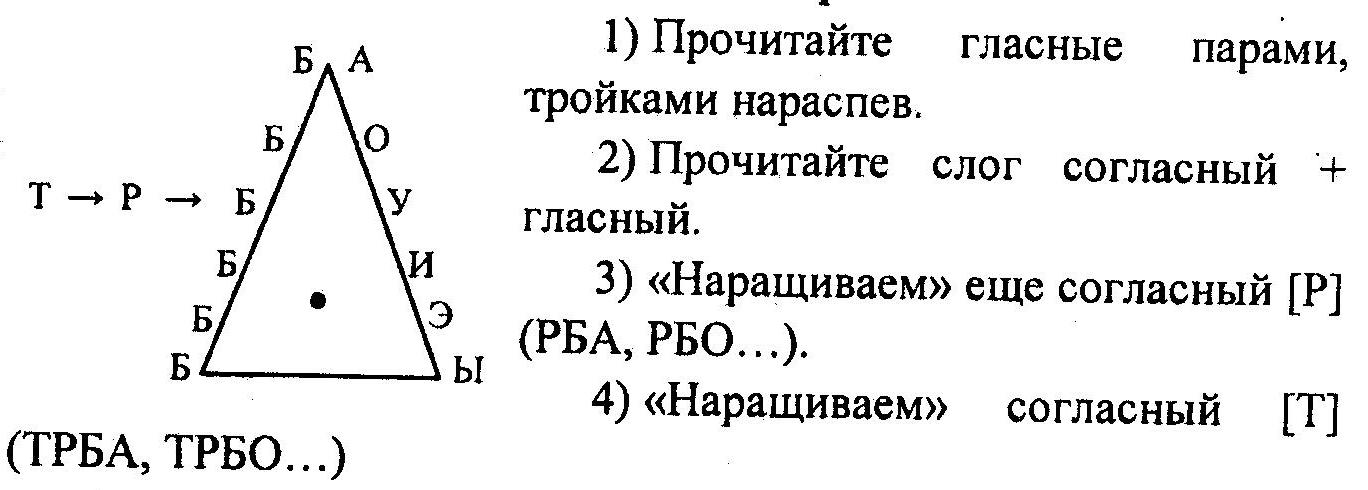 Б А
Б О
Т → Р → Б У
Б И
Б Э
Б Ы
1) Прочитайте гласные парами,
тройками нараспев.
2) Прочитайте слог согласный +
гласный.
3) «Наращиваем» еще согласный [Р]
(РБА, РБО...).
4) «Наращиваем» согласный [Т]
(ТРБА, ТРБО...)